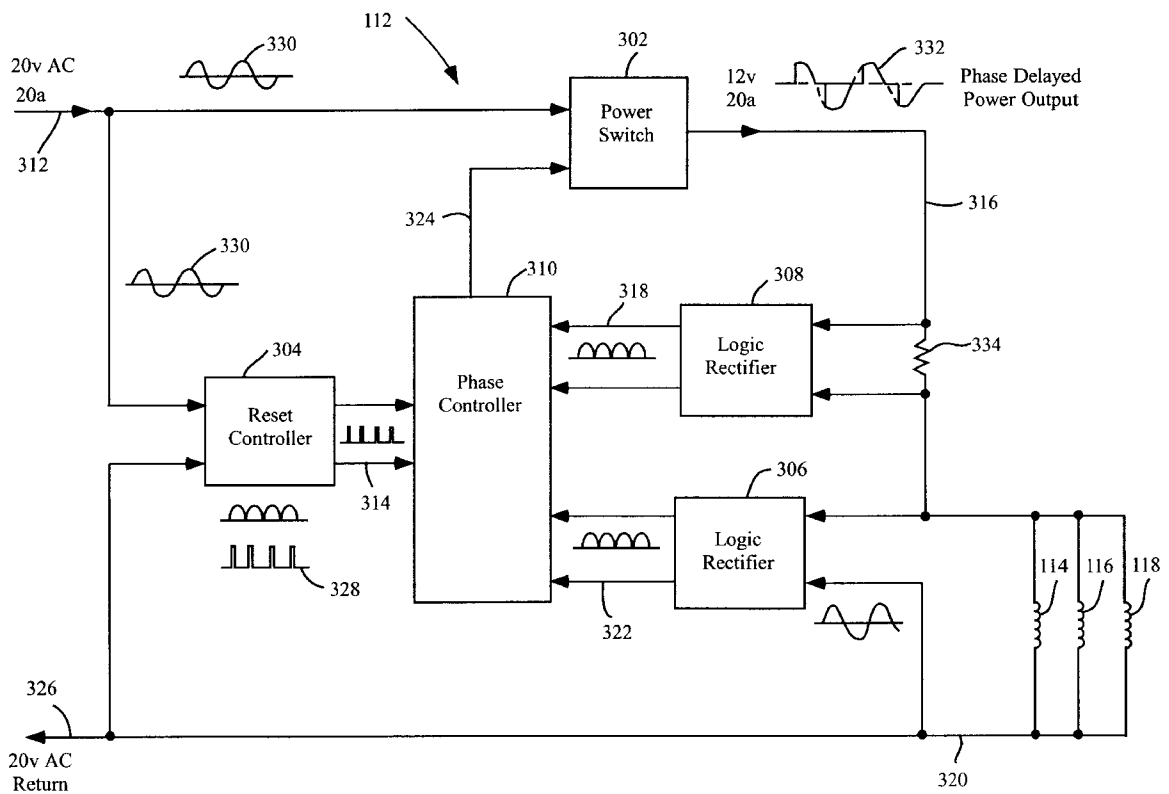 112
330
302
332
20v AC
20a
312
12v
20a
Phase Delayed
Power Output
Power
Switch
316
324
330
310
318
308
334
Logic
Rectifier
304
Phase
Controller
Reset
Controller
314
306
Logic
Rectifier
328
322
114
116
118
326
20v AC
Return
320